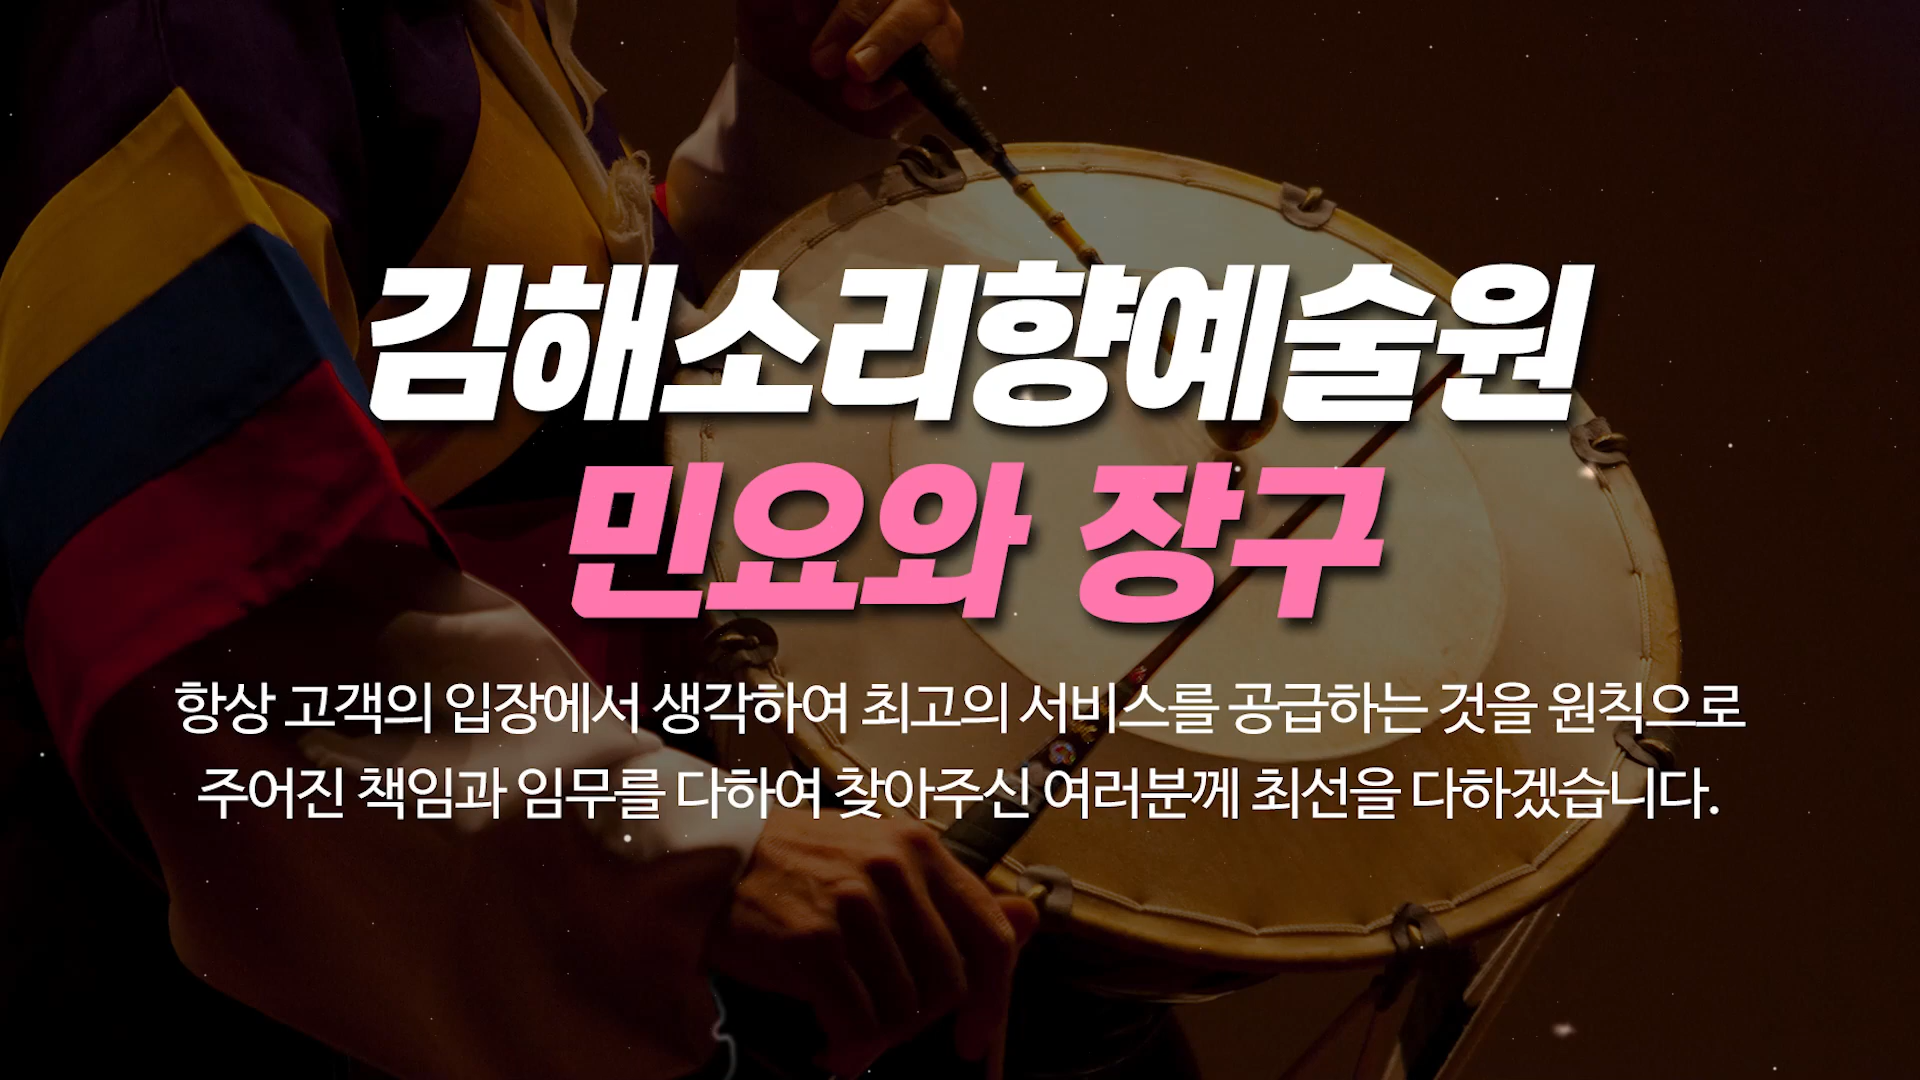 김해소리향예술원
민요와 장구
항상 고객의 입장에서 생각하여 최고의 서비스를 공급하는 것을 원칙으로
주어진 책임과 임무를 다하여 찾아주신 여러분께 최선을 다하겠습니다.